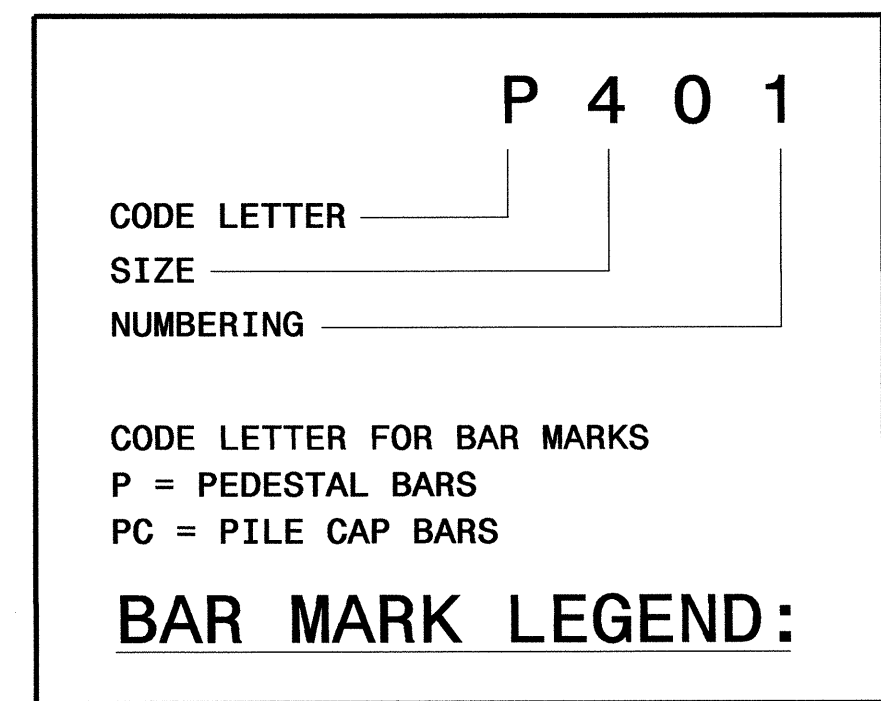 P 4 0 1
CODE LETTER
SIZE
NUMBERING
CODE LETTER FOR BAR MARKS
P = PEDESTAL BARS
PC = PILE CAP BARS
BAR MARK LEGEND: